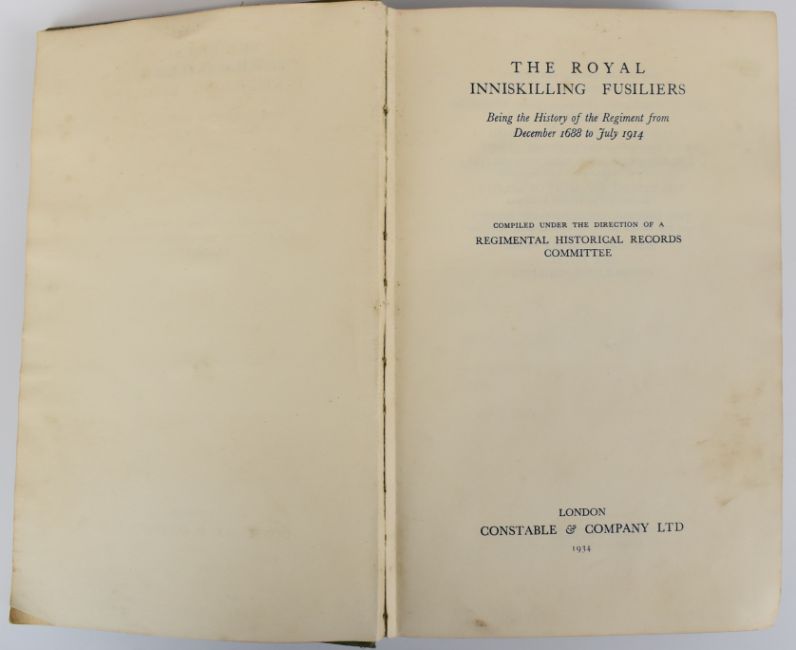 THE ROYAL
INNISKILLING FUSILIERS
Being the History of the Regiment from
December 1688 to July 1914
COMPILED UNDER THE DIRECTION OF A
REGIMENTAL HISTORICAL RECORDS
COMMITTEE
LONDON
CONSTABLE & COMPANY LTD
1934